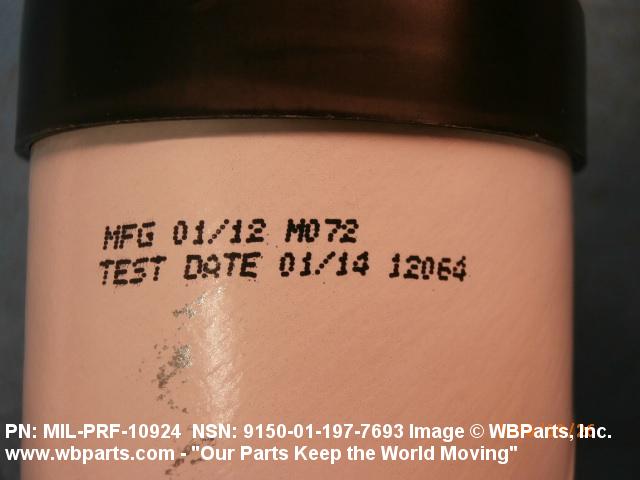 MFG 01/12 M072
TEST DATE 01/14 12064
PN: MIL-PRF-10924 NSN: 9150-01-197-7693 Image © WBParts, Inc.
www.wbparts.com - "Our Parts Keep the World Moving"